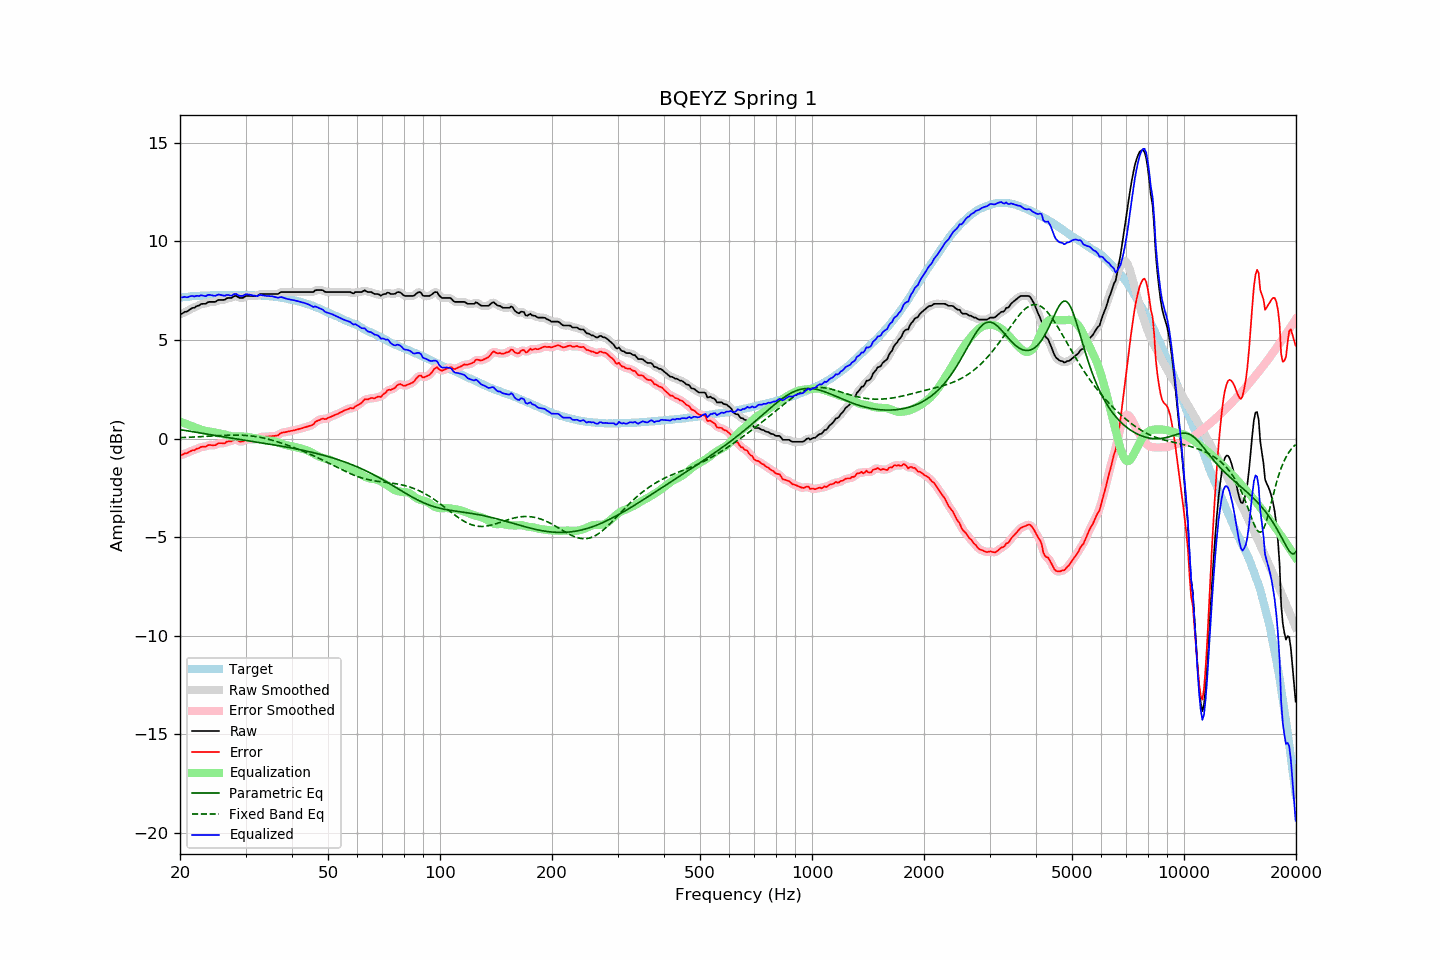 BQEYZ Spring 1
Amplitude (dBr)
15
10
5
0
−5
−10
−15
−20
Target
Raw Smoothed
Error Smoothed
Raw
Error
Equalization
Parametric Eq
Fixed Band Eq
Equalized
20 50 100 200 500 1000 2000 5000 10000 20000
Frequency (Hz)